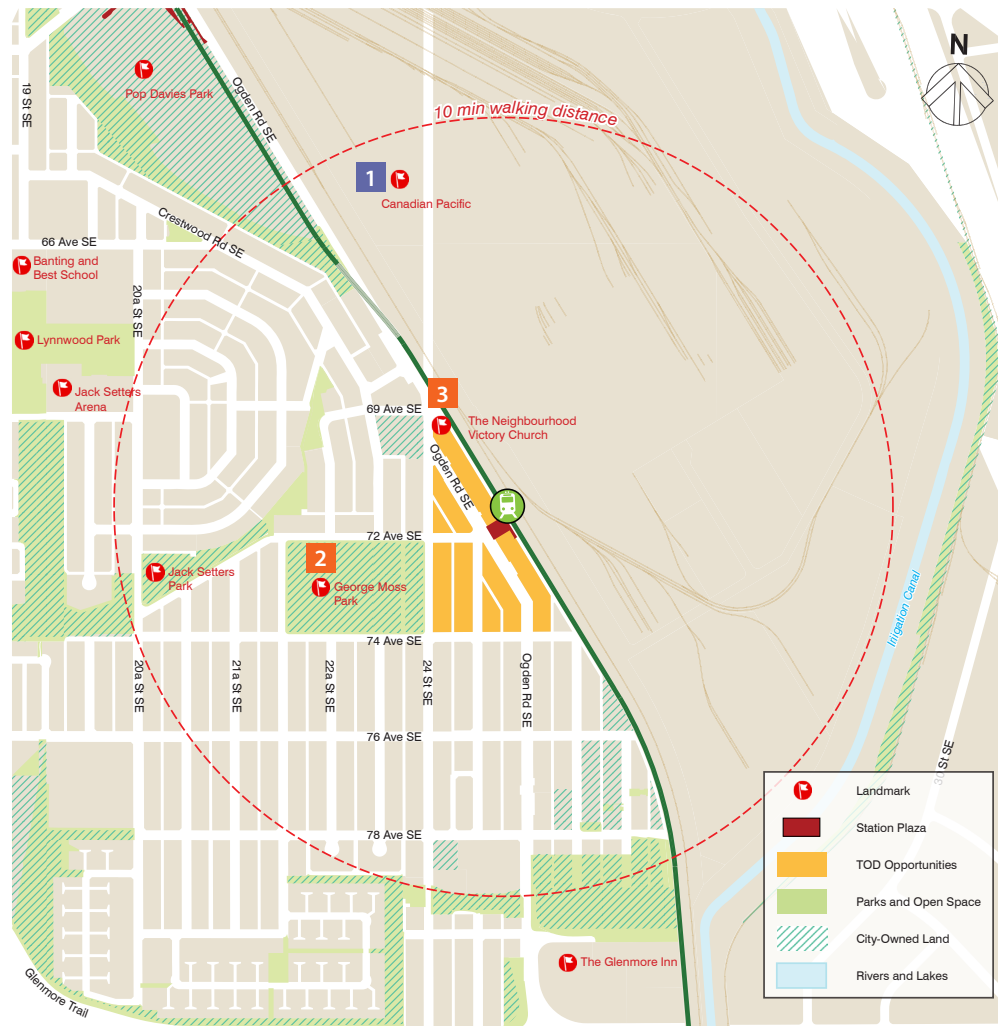 N
19 St SE
Pop Davies Park
Ogden Rd SE
10 min walking distance
1
Canadian Pacific
Crestwood Rd SE
66 Ave SE
Banting and
Best School
20a St SE
Lynnwood Park
Jack Setters
Arena
3
69 Ave SE
The Neighbourhood
Victory Church
Ogden Rd SE
72 Ave SE
2
Jack Setters
Park
George Moss
Park
Irrigation Canal
74 Ave SE
20a St SE
21a St SE
22a St SE
24 St SE
Ogden Rd SE
76 Ave SE
30 St SE
78 Ave SE
The Glenmore Inn
Glenmore Trail
Landmark
Station Plaza
TOD Opportunities
Parks and Open Space
City-Owned Land
Rivers and Lakes